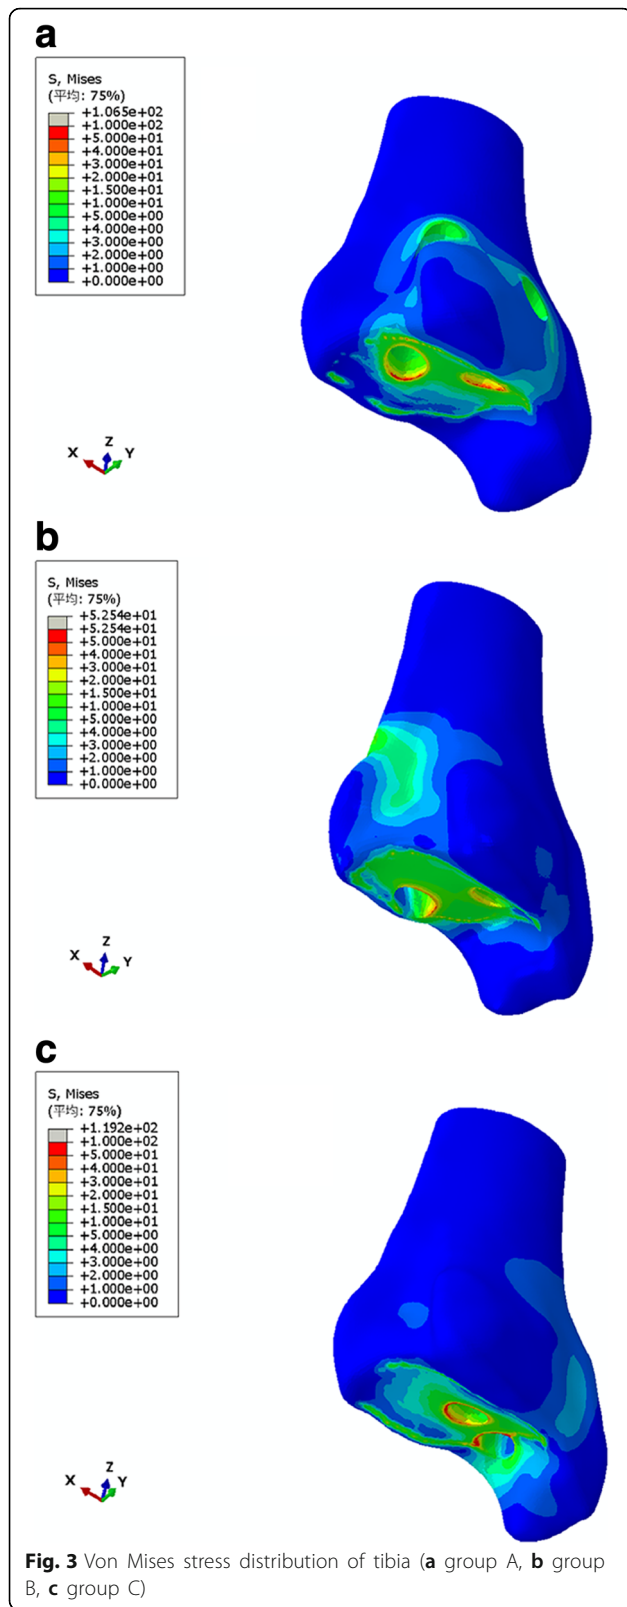 a
S, Mises
(平均: 75%)
+1.065e+02
+1.000e+02
+5.000e+01
+4.000e+01
+3.000e+01
+2.000e+01
+1.500e+01
+1.000e+01
+5.000e+00
+4.000e+00
+3.000e+00
+2.000e+00
+1.000e+00
+0.000e+00
X Z Y
b
S, Mises
(平均: 75%)
+5.254e+01
+5.254e+01
+5.000e+01
+4.000e+01
+3.000e+01
+2.000e+01
+1.500e+01
+1.000e+01
+5.000e+00
+4.000e+00
+3.000e+00
+2.000e+00
+1.000e+00
+0.000e+00
X Z Y
c
S, Mises
(平均: 75%)
+1.192e+02
+1.000e+02
+5.000e+01
+4.000e+01
+3.000e+01
+2.000e+01
+1.500e+01
+1.000e+01
+5.000e+00
+4.000e+00
+3.000e+00
+2.000e+00
+1.000e+00
+0.000e+00
X Z Y
Fig. 3 Von Mises stress distribution of tibia (a group A, b group
B, c group C)